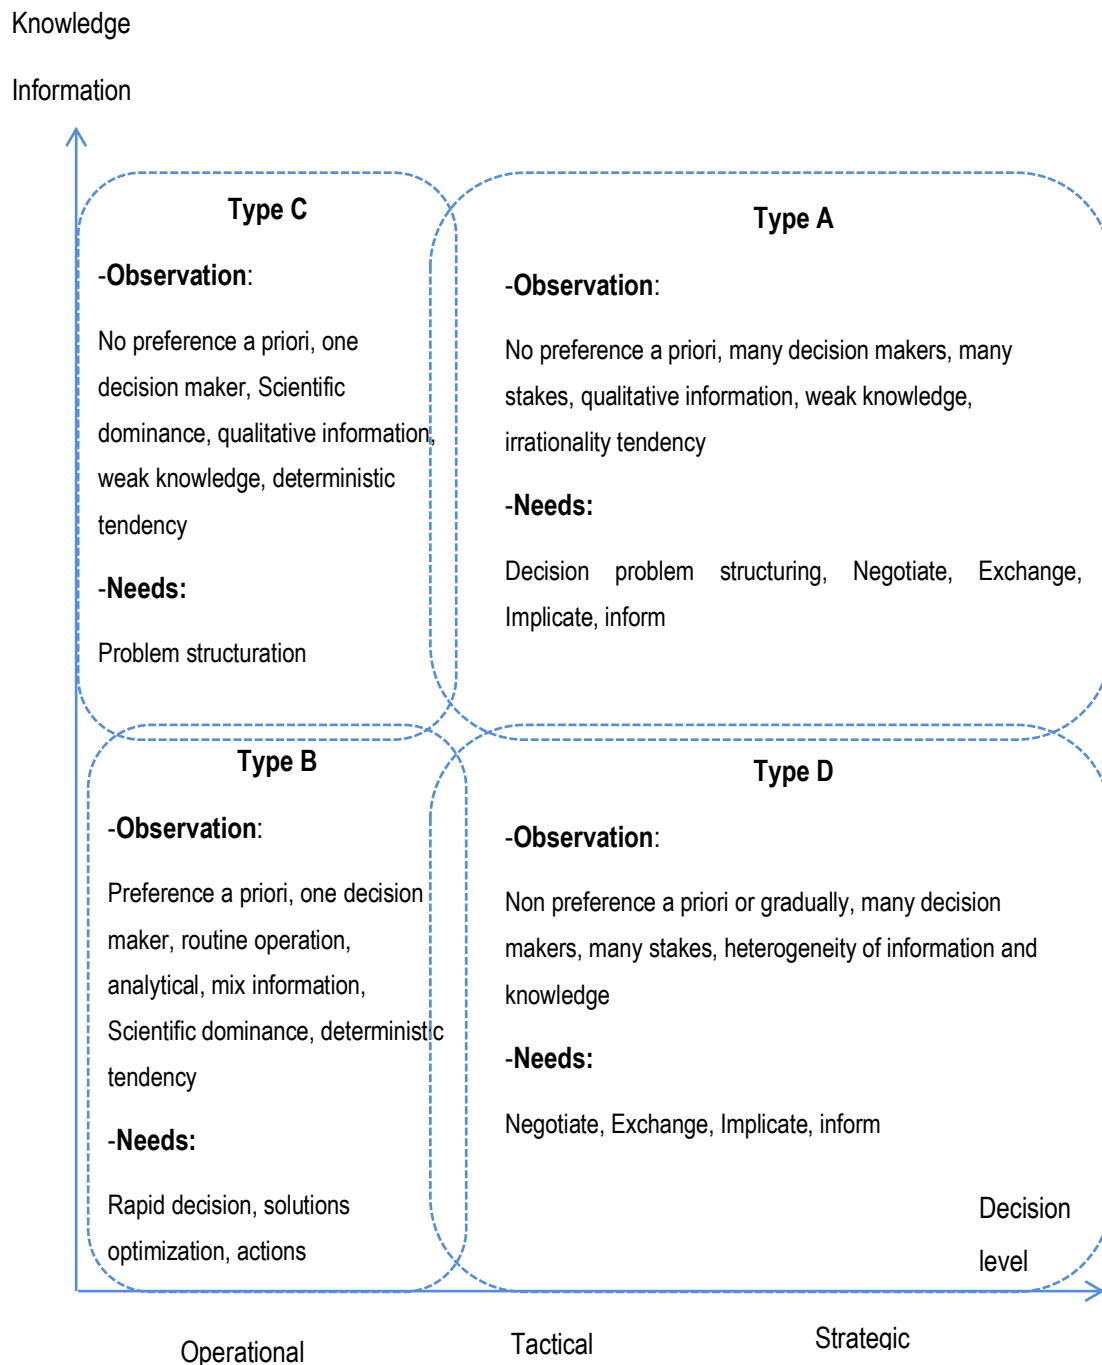 Knowledge
Information
Type C
-Observation:
No preference a priori, one
decision maker, Scientific
dominance, qualitative information,
weak knowledge, deterministic
tendency
-Needs:
Problem structuration
Type A
-Observation:
No preference a priori, many decision makers, many
stakes, qualitative information, weak knowledge,
irrationality tendency
-Needs:
Decision problem structuring, Negotiate, Exchange,
Implicate, inform
Type B
-Observation:
Preference a priori, one decision
maker, routine operation,
analytical, mix information,
Scientific dominance, deterministic
tendency
-Needs:
Rapid decision, solutions
optimization, actions
Type D
-Observation:
Non preference a priori or gradually, many decision
makers, many stakes, heterogeneity of information and
knowledge
-Needs:
Negotiate, Exchange, Implicate, inform
Decision
level
Operational
Tactical
Strategic